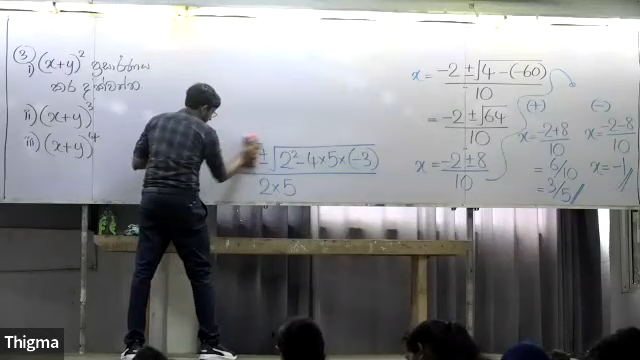 ③
i) (x+y)² ප්‍රසාරණය
කර දක්වන්න
ii) (x+y)³
iii) (x+y)⁴
± √2²-4×5×(-3)
2×5
x = -2 ± √4 - (-60)
10
= -2 ± √64
10
x = -2 ± 8
10
(+)
x = -2+8
10
= 6/10
= 3/5
(-)
x = -2-8
10
x = -1
Thigma